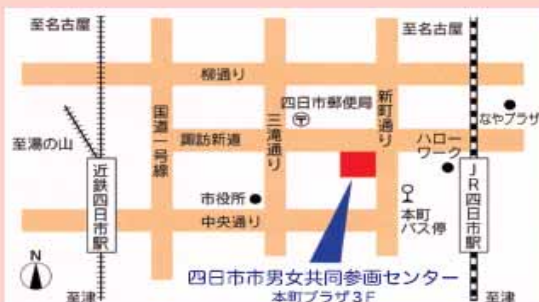 至名古屋
至名古屋
柳通り
四日市郵便局
〒
新町通り
なやプラザ
国道一号線
三滝通り
諏訪新道
ハロー
ワーク
至湯の山
近鉄四日市駅
市役所
JR四日市駅
中央通り
本町
バス停
N
四日市市男女共同参画センター
本町プラザ3F
至津
至津